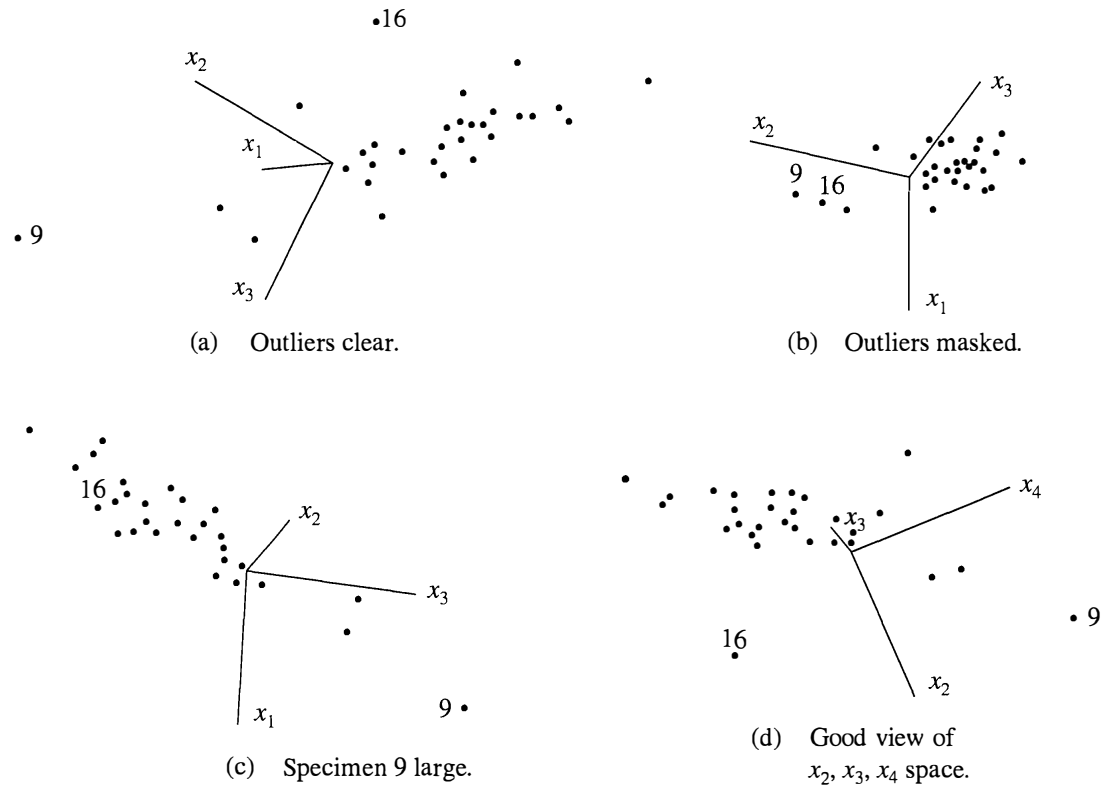 16
x₂
x₁
9
x₃
(a) Outliers clear.
x₃
x₂
9
16
x₁
(b) Outliers masked.
16
x₂
x₃
x₁
9
(c) Specimen 9 large.
x₄
x₃
9
16
x₂
(d) Good view of
x₂, x₃, x₄ space.